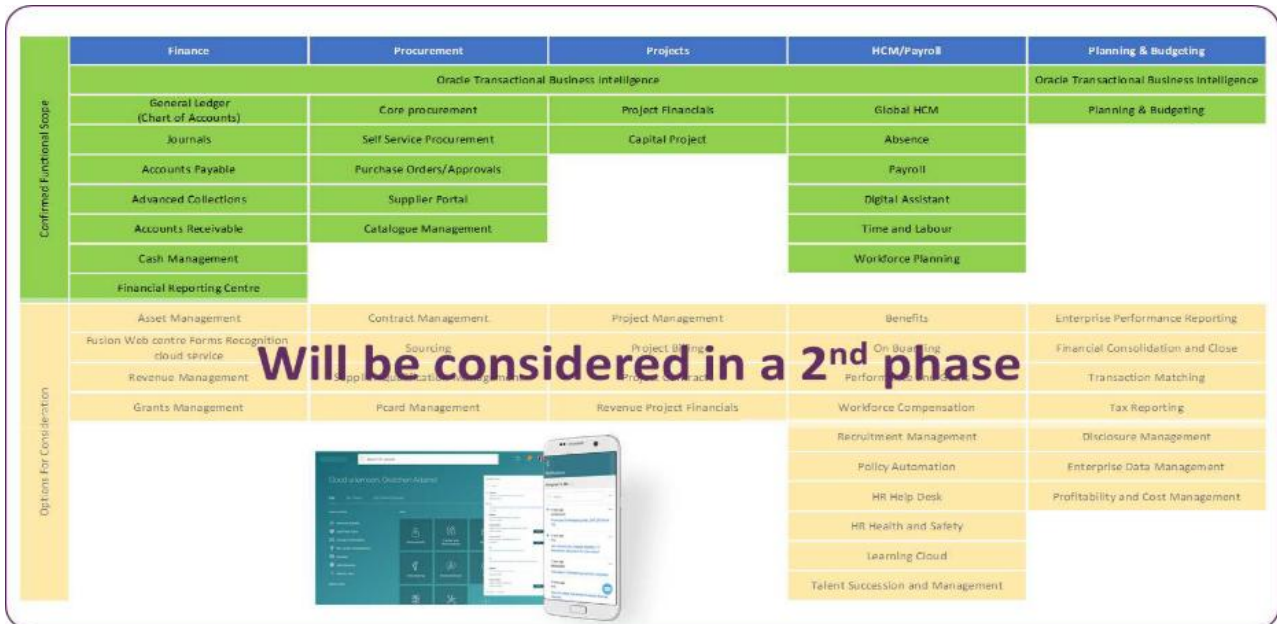 Finance
Procurement
Projects
HCM/Payroll
Planning & Budgeting
Confirmed Functional Scope
Oracle Transactional Business Intelligence
Oracle Transactional Business Intelligence
General Ledger
(Chart of Accounts)
Core procurement
Project Financials
Global HCM
Planning & Budgeting
Journals
Self Service Procurement
Capital Project
Absence
Accounts Payable
Purchase Orders/Approvals
Payroll
Advanced Collections
Supplier Portal
Digital Assistant
Accounts Receivable
Catalogue Management
Time and Labour
Cash Management
Workforce Planning
Financial Reporting Centre
Options For Consideration
Asset Management
Contract Management
Project Management
Benefits
Enterprise Performance Reporting
Fusion Web centre Forms Recognition
cloud service
Sourcing
Project Billing
On Boarding
Financial Consolidation and Close
Will be considered in a 2nd phase
Revenue Management
Transaction Matching
Grants Management
Pcard Management
Revenue Project Financials
Workforce Compensation
Tax Reporting
Recruitment Management
Disclosure Management
Policy Automation
Enterprise Data Management
HR Help Desk
Profitability and Cost Management
HR Health and Safety
Learning Cloud
Talent Succession and Management